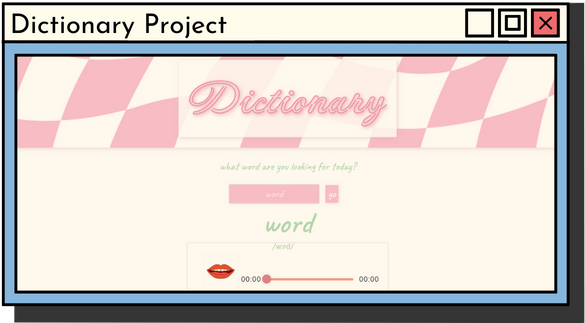 Dictionary Project
Dictionary
what word are you looking for today?
word go
word
/wɜrd/
00:00 00:00